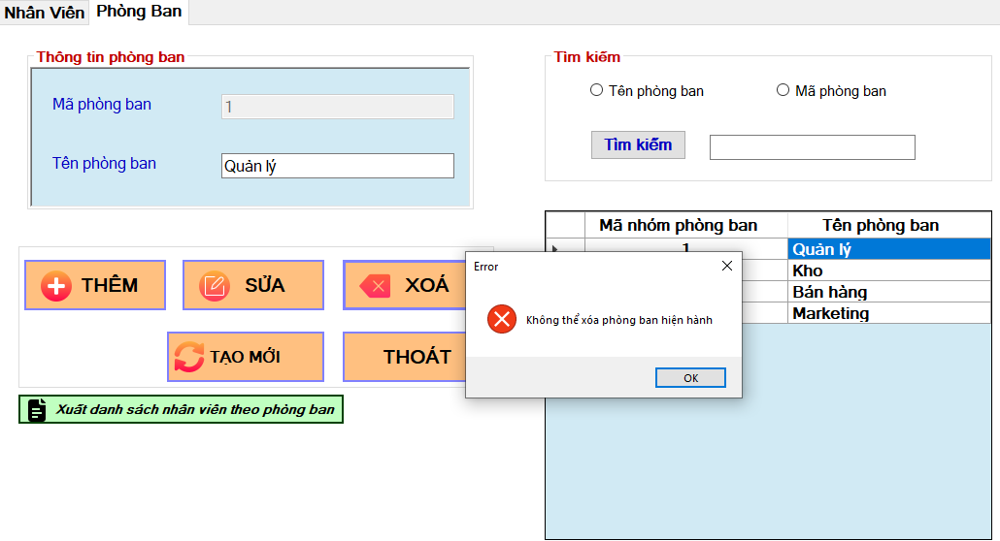 Nhân Viên
Phòng Ban
Thông tin phòng ban
Mã phòng ban
1
Tên phòng ban
Quản lý
THÊM
SỬA
XOÁ
TẠO MỚI
THOÁT
Xuất danh sách nhân viên theo phòng ban
Tìm kiếm
Tên phòng ban
Mã phòng ban
Tìm kiếm
Mã nhóm phòng ban
Tên phòng ban
1
Quản lý
Kho
Bán hàng
Marketing
Error
Không thể xóa phòng ban hiện hành
OK